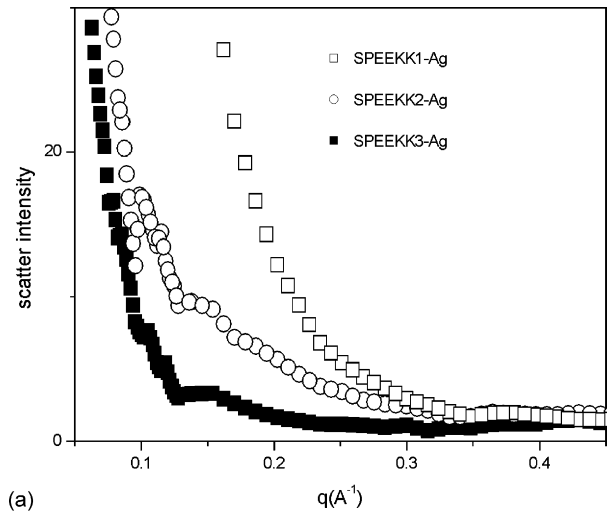 SPEEKK1-Ag
SPEEKK2-Ag
SPEEKK3-Ag
20
0
scatter intensity
0.1
0.2
0.3
0.4
(a)
q(A⁻¹)